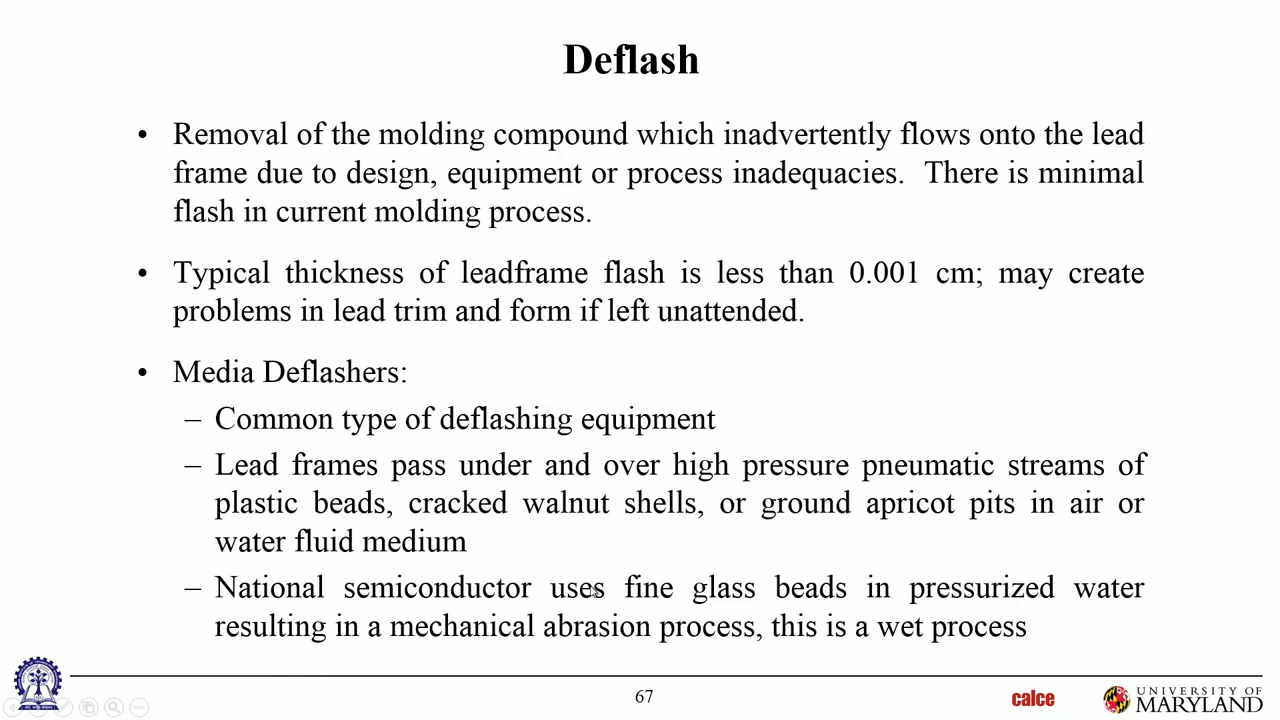 Deflash
• Removal of the molding compound which inadvertently flows onto the lead
frame due to design, equipment or process inadequacies.  There is minimal
flash in current molding process.
• Typical thickness of leadframe flash is less than 0.001 cm; may create
problems in lead trim and form if left unattended.
• Media Deflashers:
– Common type of deflashing equipment
– Lead frames pass under and over high pressure pneumatic streams of
plastic beads, cracked walnut shells, or ground apricot pits in air or
water fluid medium
– National semiconductor uses fine glass beads in pressurized water
resulting in a mechanical abrasion process, this is a wet process
67
calce
UNIVERSITY OF
MARYLAND